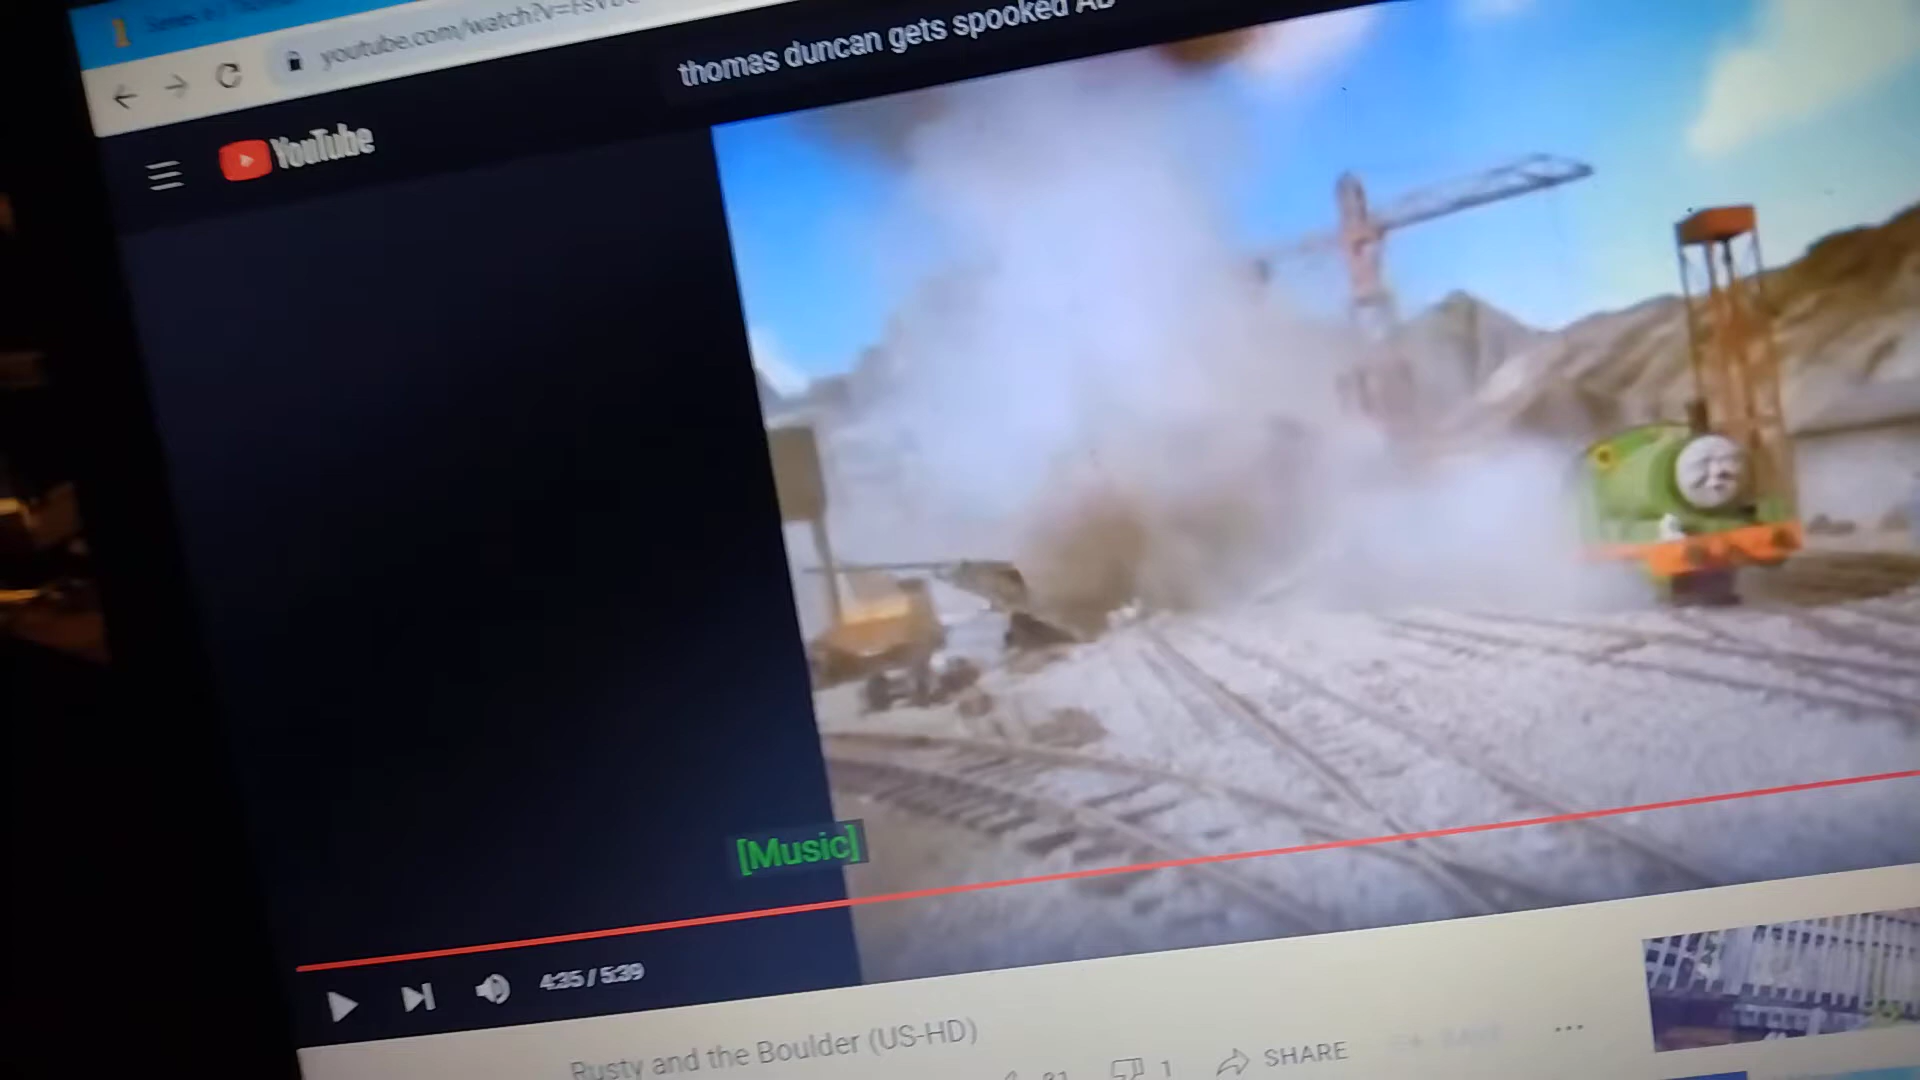 youtube.com/watch?v=
thomas duncan gets spooked
YouTube
[Music]
4:35 / 5:39
Rusty and the Boulder (US-HD)
1
SHARE